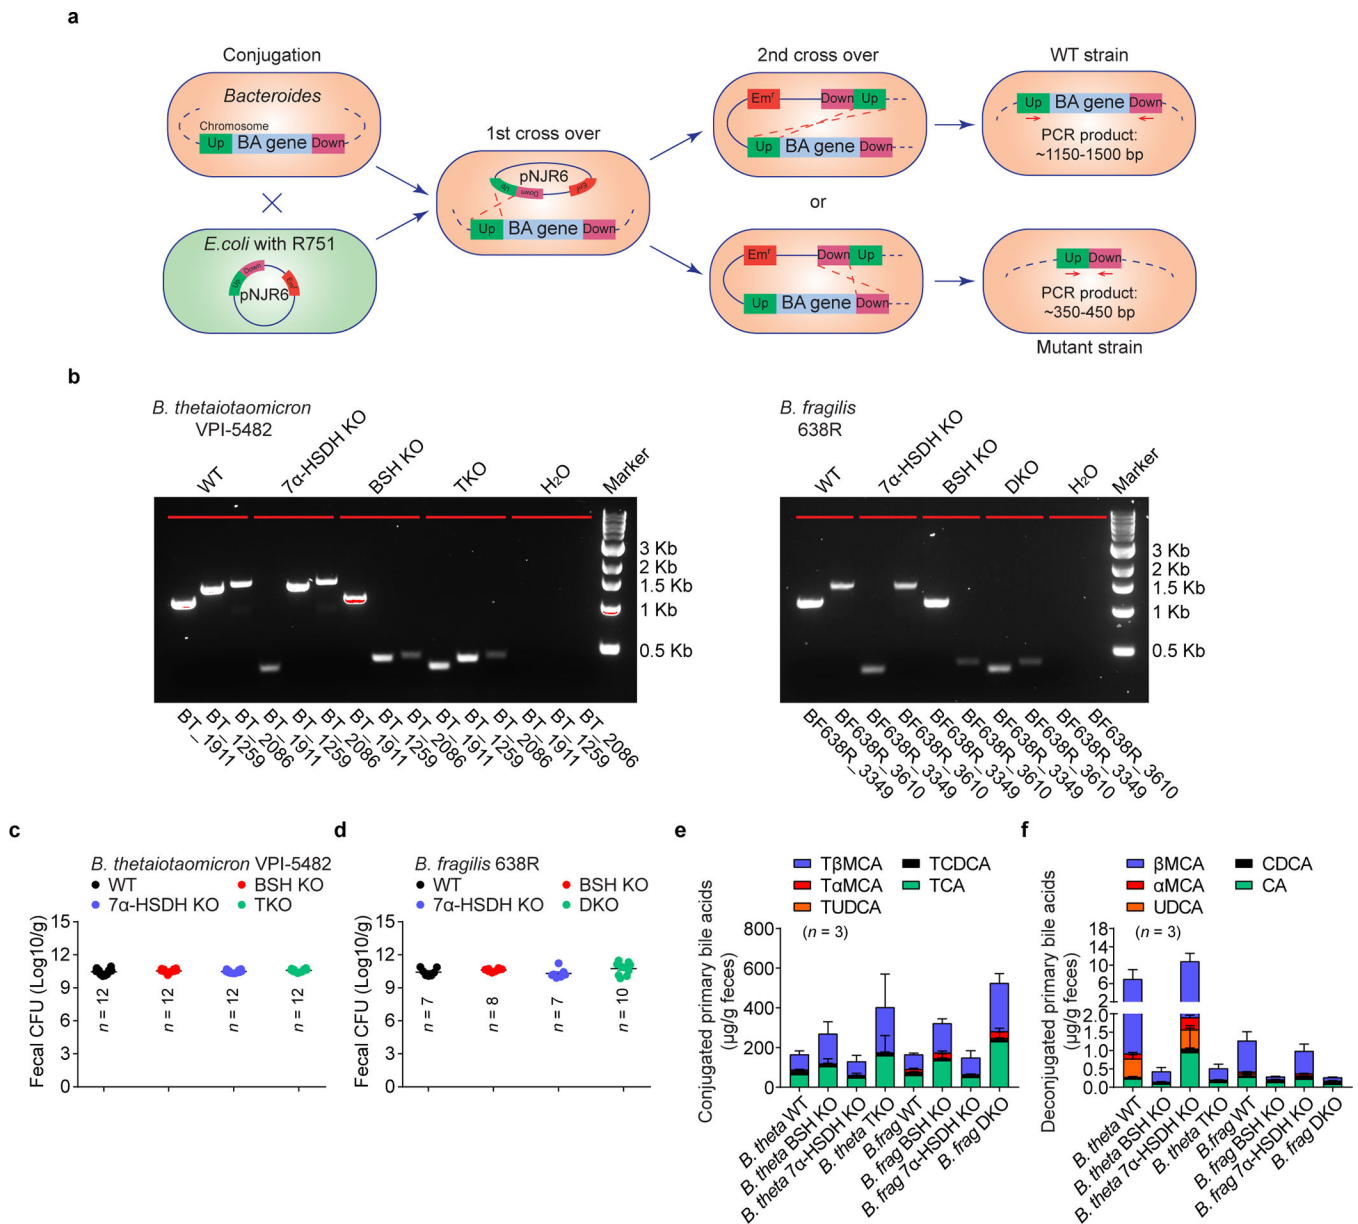 a
Conjugation
Bacteroides
Chromosome
Up BA gene Down
E.coli with R751
Up Down Emr
pNJR6
1st cross over
pNJR6
Up Down Emr
Up BA gene Down
2nd cross over
Emr Down Up
Up BA gene Down
or
Emr Down Up
Up BA gene Down
WT strain
Up BA gene Down
PCR product:
~1150-1500 bp
Up Down
PCR product:
~350-450 bp
Mutant strain
b
B. thetaiotaomicron
VPI-5482
WT 7α-HSDH KO BSH KO TKO H2O Marker
3 Kb
2 Kb
1.5 Kb
1 Kb
0.5 Kb
BT_1911 BT_1259 BT_2086 BT_1911 BT_1259 BT_2086 BT_1911 BT_1259 BT_2086 BT_1911 BT_1259 BT_2086 BT_1911 BT_1259 BT_2086
B. fragilis
638R
WT 7α-HSDH KO BSH KO DKO H2O Marker
3 Kb
2 Kb
1.5 Kb
1 Kb
0.5 Kb
BF638R_3349 BF638R_3610 BF638R_3349 BF638R_3610 BF638R_3349 BF638R_3610 BF638R_3349 BF638R_3610 BF638R_3349 BF638R_3610
c
B. thetaiotaomicron VPI-5482
WT BSH KO
7α-HSDH KO TKO
Fecal CFU (Log10/g)
15
12
9
6
3
0
n = 12 n = 12 n = 12 n = 12
d
B. fragilis 638R
WT BSH KO
7α-HSDH KO DKO
Fecal CFU (Log10/g)
15
12
9
6
3
0
n = 7 n = 8 n = 7 n = 10
e
TβMCA TCDCA
TαMCA TCA
TUDCA
(n = 3)
Conjugated primary bile acids
(µg/g feces)
800
600
400
200
0
B. theta WT
B. theta BSH KO
B. theta 7α-HSDH KO
B. theta TKO
B.frag WT
B. frag BSH KO
B. frag 7α-HSDH KO
B. frag DKO
f
βMCA CDCA
αMCA CA
UDCA
(n = 3)
Deconjugated primary bile acids
(µg/g feces)
18
14
10
6
2
2.0
1.5
1.0
0.5
0.0
B. theta WT
B. theta BSH KO
B. theta 7α-HSDH KO
B. theta TKO
B.frag WT
B. frag BSH KO
B. frag 7α-HSDH KO
B. frag DKO